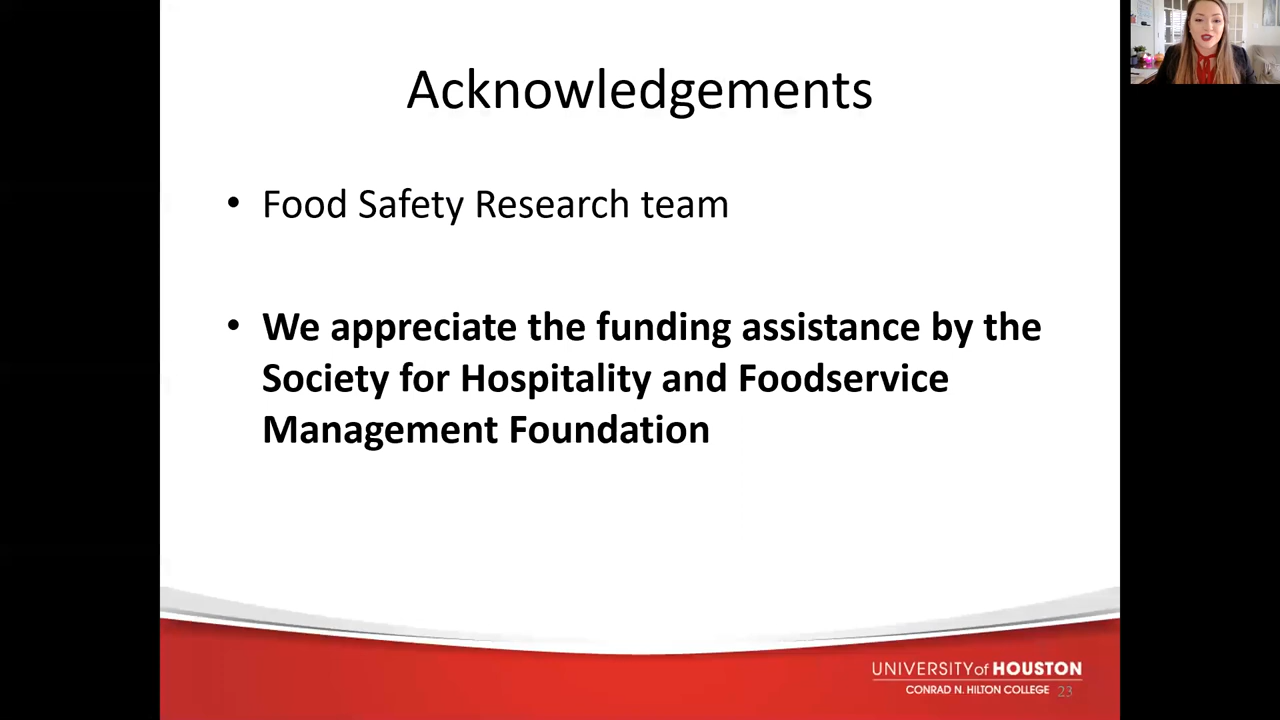 Acknowledgements
• Food Safety Research team
• We appreciate the funding assistance by the
Society for Hospitality and Foodservice
Management Foundation
UNIVERSITY of HOUSTON
CONRAD N. HILTON COLLEGE 23